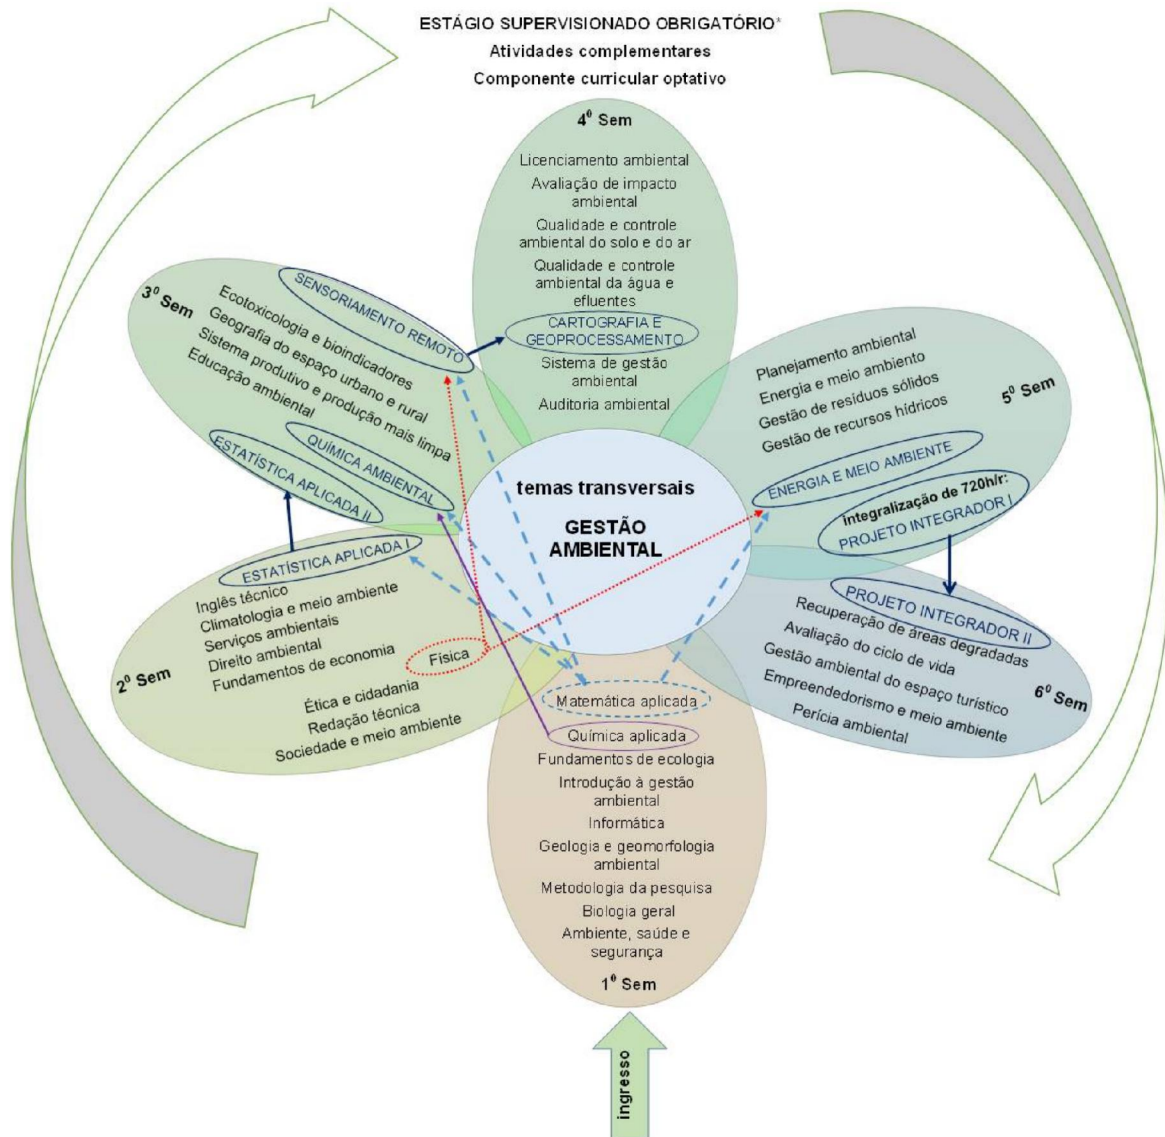 ESTÁGIO SUPERVISIONADO OBRIGATÓRIO*
Atividades complementares
Componente curricular optativo
4⁰ Sem
Licenciamento ambiental
Avaliação de impacto
ambiental
Qualidade e controle
ambiental do solo e do ar
Qualidade e controle
ambiental da água e
efluentes
CARTOGRAFIA E
GEOPROCESSAMENTO
Sistema de gestão
ambiental
Auditoria ambiental
3⁰ Sem
SENSORIAMENTO REMOTO
Ecotoxicologia e bioindicadores
Geografia do espaço urbano e rural
Sistema produtivo e produção mais limpa
Educação ambiental
QUÍMICA AMBIENTAL
ESTATÍSTICA APLICADA II
5⁰ Sem
Planejamento ambiental
Energia e meio ambiento
Gestão de resíduos sólidos
Gestão de recursos hídricos
ENERGIA E MEIO AMBIENTE
Integralização de 720h/r:
PROJETO INTEGRADOR I
temas transversais
GESTÃO
AMBIENTAL
2⁰ Sem
ESTATÍSTICA APLICADA I
Inglês técnico
Climatologia e meio ambiente
Serviços ambientais
Direito ambiental
Fundamentos de economia
Física
Ética e cidadania
Redação técnica
Sociedade e meio ambiente
6⁰ Sem
PROJETO INTEGRADOR II
Recuperação de áreas degradadas
Avaliação do ciclo de vida
Gestão ambiental do espaço turístico
Empreendedorismo e meio ambiente
Perícia ambiental
Matemática aplicada
Química aplicada
Fundamentos de ecologia
Introdução à gestão
ambiental
Informática
Geologia e geomorfologia
ambiental
Metodologia da pesquisa
Biologia geral
Ambiente, saúde e
segurança
1⁰ Sem
ingresso